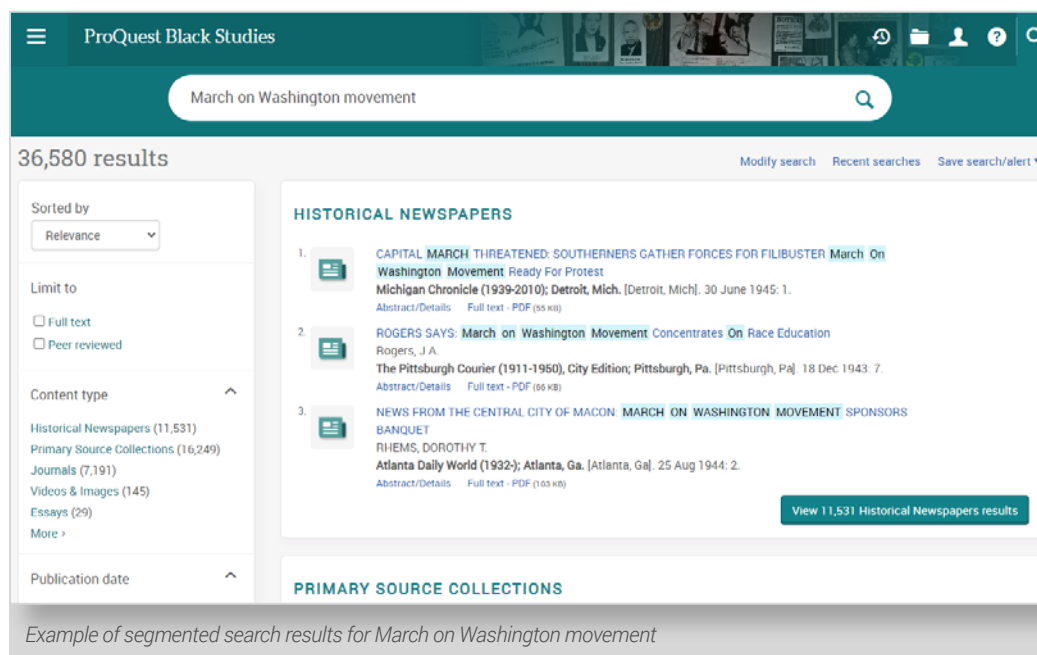 ProQuest Black Studies
March on Washington movement
36,580 results
Modify search Recent searches Save search/alert
Sorted by
Relevance
Limit to
Full text
Peer reviewed
Content type
Historical Newspapers (11,531)
Primary Source Collections (16,249)
Journals (7,191)
Videos & Images (145)
Essays (29)
More ›
Publication date
HISTORICAL NEWSPAPERS
1. CAPITAL MARCH THREATENED: SOUTHERNERS GATHER FORCES FOR FILIBUSTER March On
Washington Movement Ready For Protest
Michigan Chronicle (1939-2010); Detroit, Mich. [Detroit, Mich]. 30 June 1945: 1.
Abstract/Details Full text - PDF (55 KB)
2. ROGERS SAYS: March on Washington Movement Concentrates On Race Education
Rogers, J A.
The Pittsburgh Courier (1911-1950), City Edition; Pittsburgh, Pa. [Pittsburgh, Pa]. 18 Dec 1943: 7.
Abstract/Details Full text - PDF (66 KB)
3. NEWS FROM THE CENTRAL CITY OF MACON: MARCH ON WASHINGTON MOVEMENT SPONSORS
BANQUET
RHEMS, DOROTHY T.
Atlanta Daily World (1932-); Atlanta, Ga. [Atlanta, Ga]. 25 Aug 1944: 2.
Abstract/Details Full text - PDF (103 KB)
View 11,531 Historical Newspapers results
PRIMARY SOURCE COLLECTIONS
Example of segmented search results for March on Washington movement